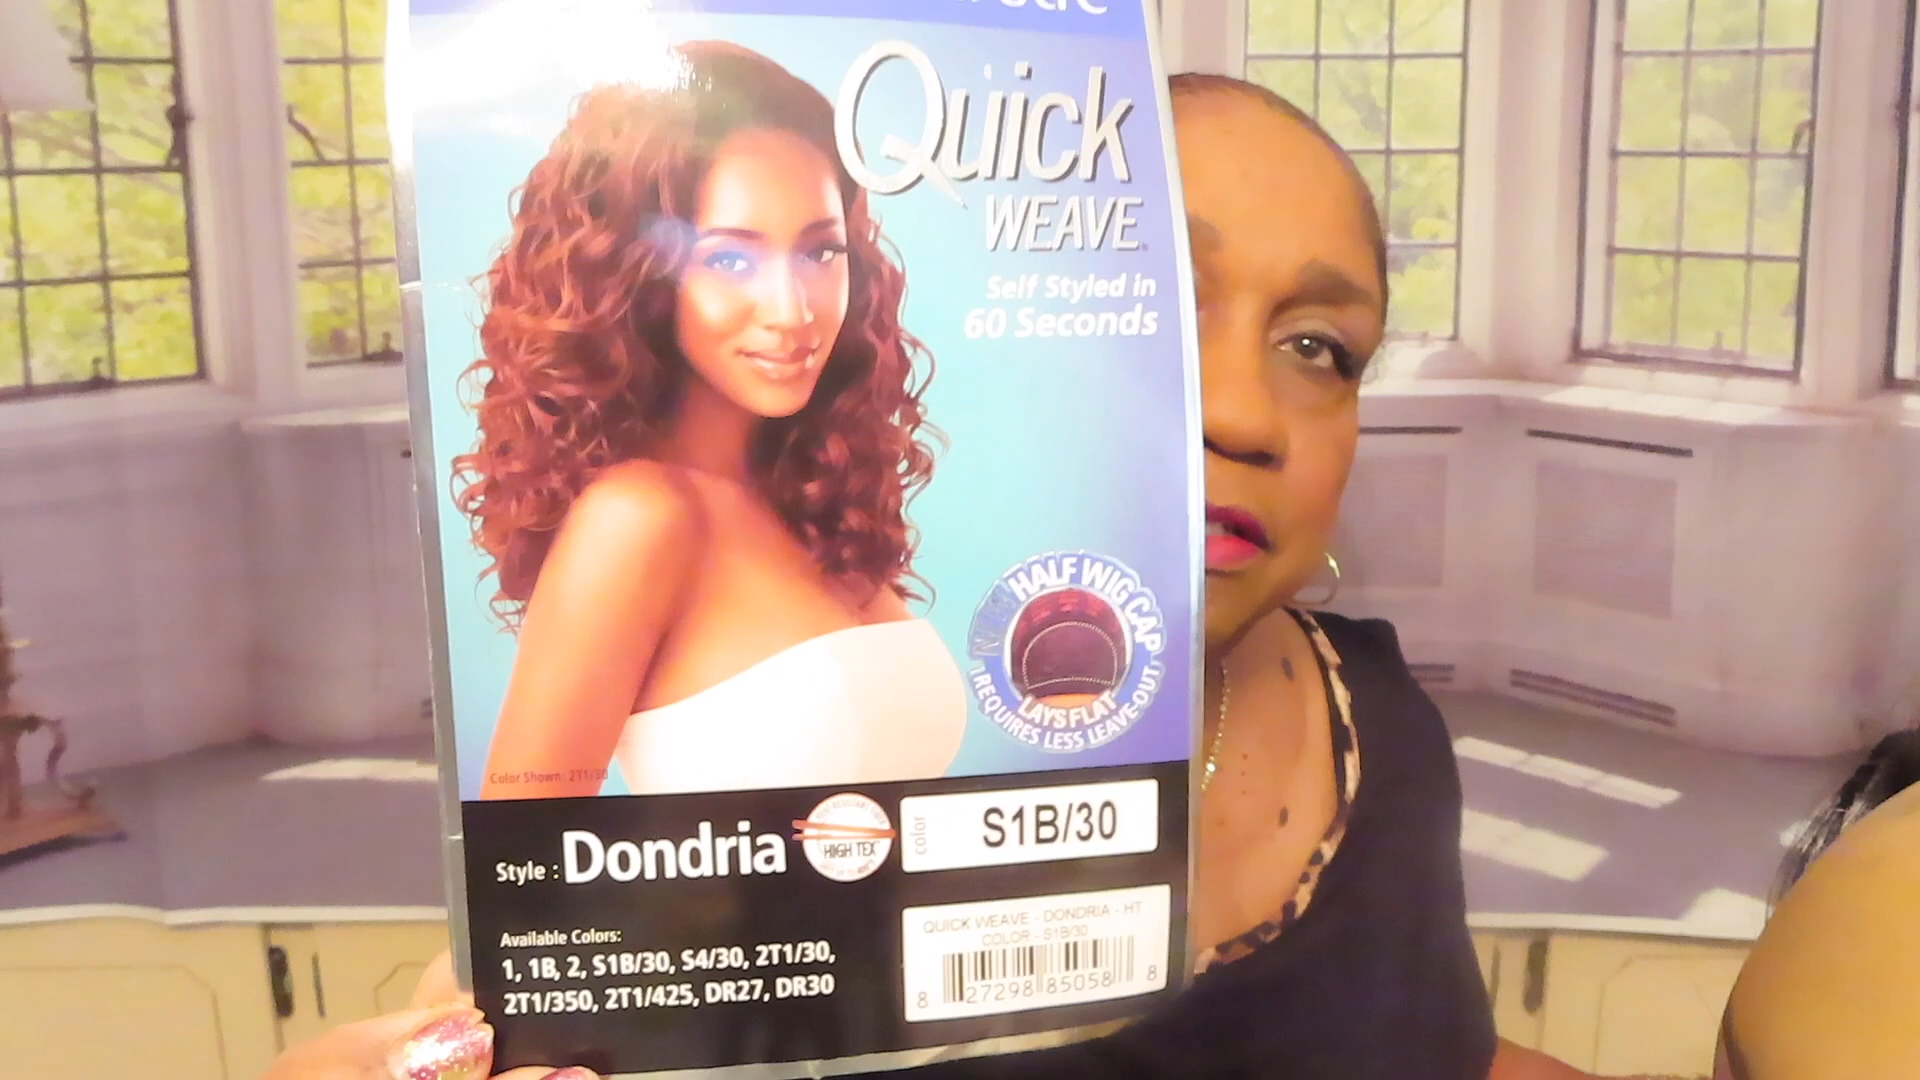 Quick
WEAVE
Self Styled in
60 Seconds
HALF WIG CAP
LAYS FLAT
REQUIRES LESS LEAVE-OUT
Color Shown: 2T1/30
Style : Dondria
HIGH TEX
color
S1B/30
QUICK WEAVE - DONDRIA - HT
COLOR - S1B/30
8 27298 85058 8
Available Colors:
1, 1B, 2, S1B/30, S4/30, 2T1/30,
2T1/350, 2T1/425, DR27, DR30